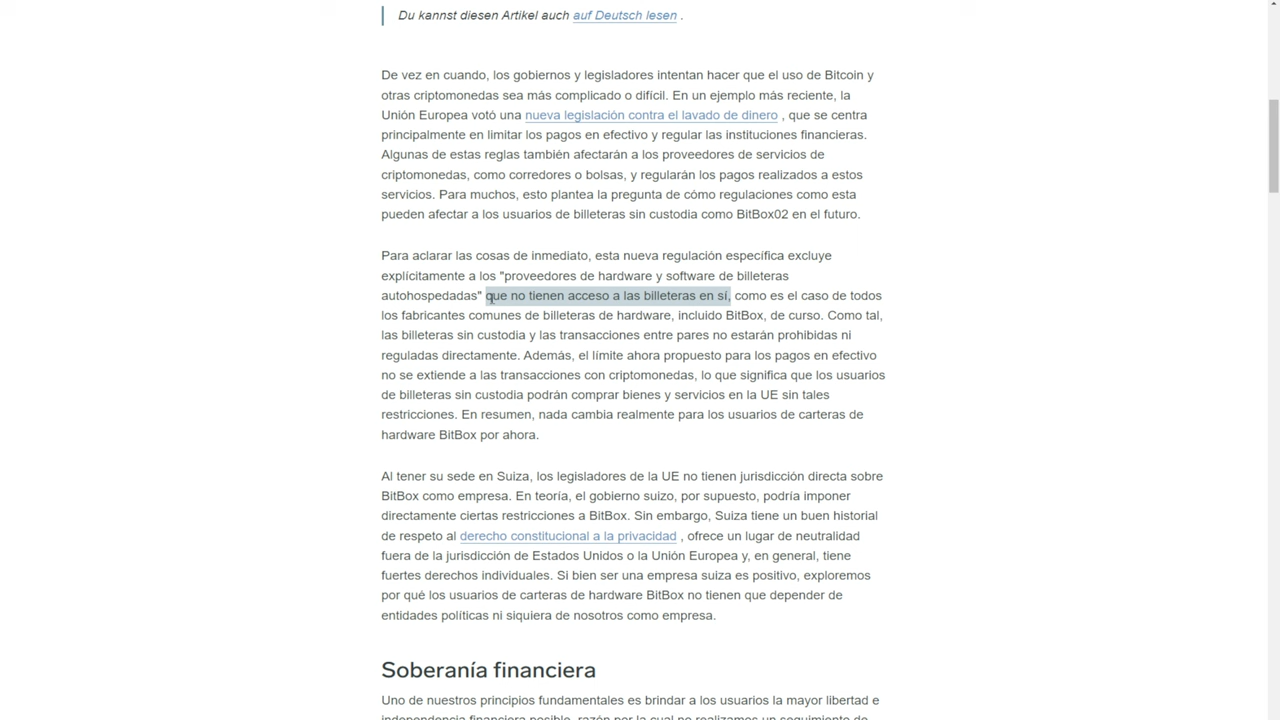 Du kannst diesen Artikel auch auf Deutsch lesen .
De vez en cuando, los gobiernos y legisladores intentan hacer que el uso de Bitcoin y
otras criptomonedas sea más complicado o difícil. En un ejemplo más reciente, la
Unión Europea votó una nueva legislación contra el lavado de dinero , que se centra
principalmente en limitar los pagos en efectivo y regular las instituciones financieras.
Algunas de estas reglas también afectarán a los proveedores de servicios de
criptomonedas, como corredores o bolsas, y regularán los pagos realizados a estos
servicios. Para muchos, esto plantea la pregunta de cómo regulaciones como esta
pueden afectar a los usuarios de billeteras sin custodia como BitBox02 en el futuro.
Para aclarar las cosas de inmediato, esta nueva regulación específica excluye
explícitamente a los "proveedores de hardware y software de billeteras
autohospedadas" que no tienen acceso a las billeteras en sí, como es el caso de todos
los fabricantes comunes de billeteras de hardware, incluido BitBox, de curso. Como tal,
las billeteras sin custodia y las transacciones entre pares no estarán prohibidas ni
reguladas directamente. Además, el límite ahora propuesto para los pagos en efectivo
no se extiende a las transacciones con criptomonedas, lo que significa que los usuarios
de billeteras sin custodia podrán comprar bienes y servicios en la UE sin tales
restricciones. En resumen, nada cambia realmente para los usuarios de carteras de
hardware BitBox por ahora.
Al tener su sede en Suiza, los legisladores de la UE no tienen jurisdicción directa sobre
BitBox como empresa. En teoría, el gobierno suizo, por supuesto, podría imponer
directamente ciertas restricciones a BitBox. Sin embargo, Suiza tiene un buen historial
de respeto al derecho constitucional a la privacidad , ofrece un lugar de neutralidad
fuera de la jurisdicción de Estados Unidos o la Unión Europea y, en general, tiene
fuertes derechos individuales. Si bien ser una empresa suiza es positivo, exploremos
por qué los usuarios de carteras de hardware BitBox no tienen que depender de
entidades políticas ni siquiera de nosotros como empresa.
Soberanía financiera
Uno de nuestros principios fundamentales es brindar a los usuarios la mayor libertad e
independencia financiera posible, razón por la cual no realizamos un seguimiento de